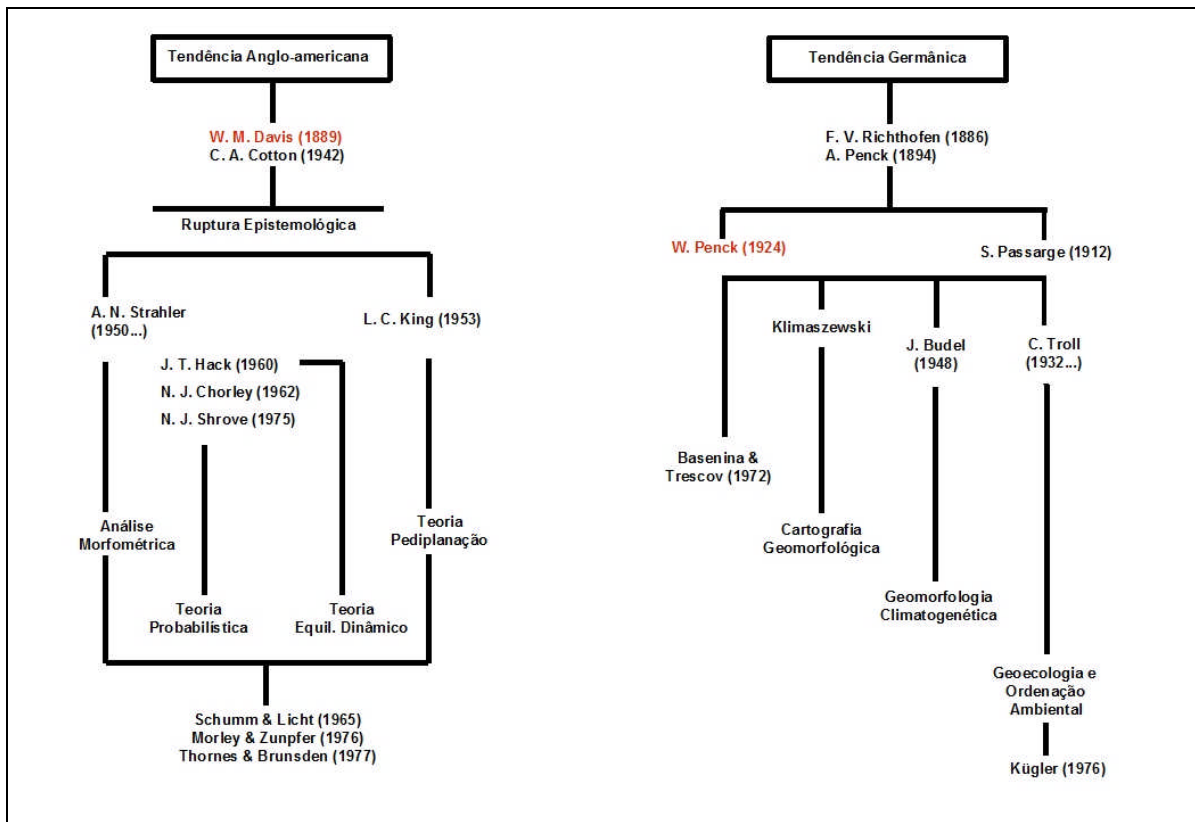 Tendência Anglo-americana
W. M. Davis (1889)
C. A. Cotton (1942)
Ruptura Epistemológica
A. N. Strahler
(1950...)
L. C. King (1953)
J. T. Hack (1960)
N. J. Chorley (1962)
N. J. Shrove (1975)
Análise
Morfométrica
Teoria
Pediplanação
Teoria
Probabilística
Teoria
Equil. Dinâmico
Schumm & Licht (1965)
Morley & Zunpfer (1976)
Thornes & Brunsden (1977)
Tendência Germânica
F. V. Richthofen (1886)
A. Penck (1894)
W. Penck (1924)
S. Passarge (1912)
Klimaszewski
J. Budel
(1948)
C. Troll
(1932...)
Basenina &
Trescov (1972)
Cartografia
Geomorfológica
Geomorfologia
Climatogenética
Geoecologia e
Ordenação
Ambiental
Kügler (1976)